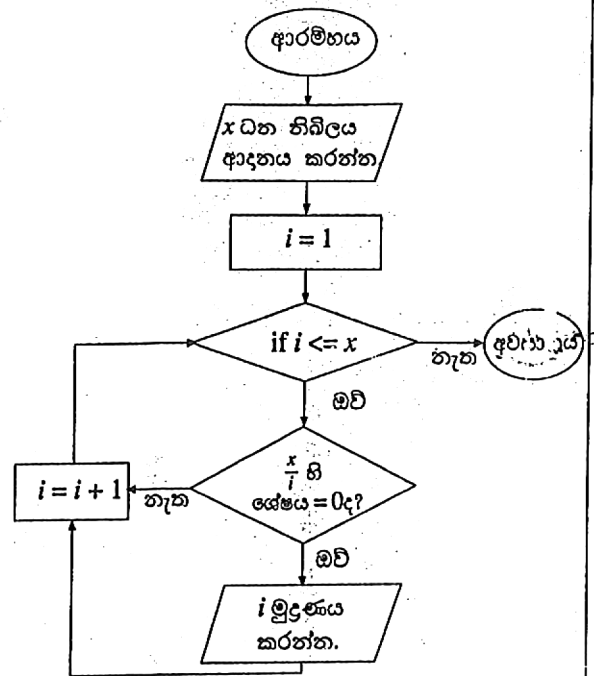 ආරම්භය
x ධන නිඛිලය
ආදානය කරන්න.
i = 1
if i <= x
නැත
ඔව්
x/i හි
ශේෂය = 0ද?
නැත
i = i + 1
ඔව්
i මුද්‍රණය
කරන්න.